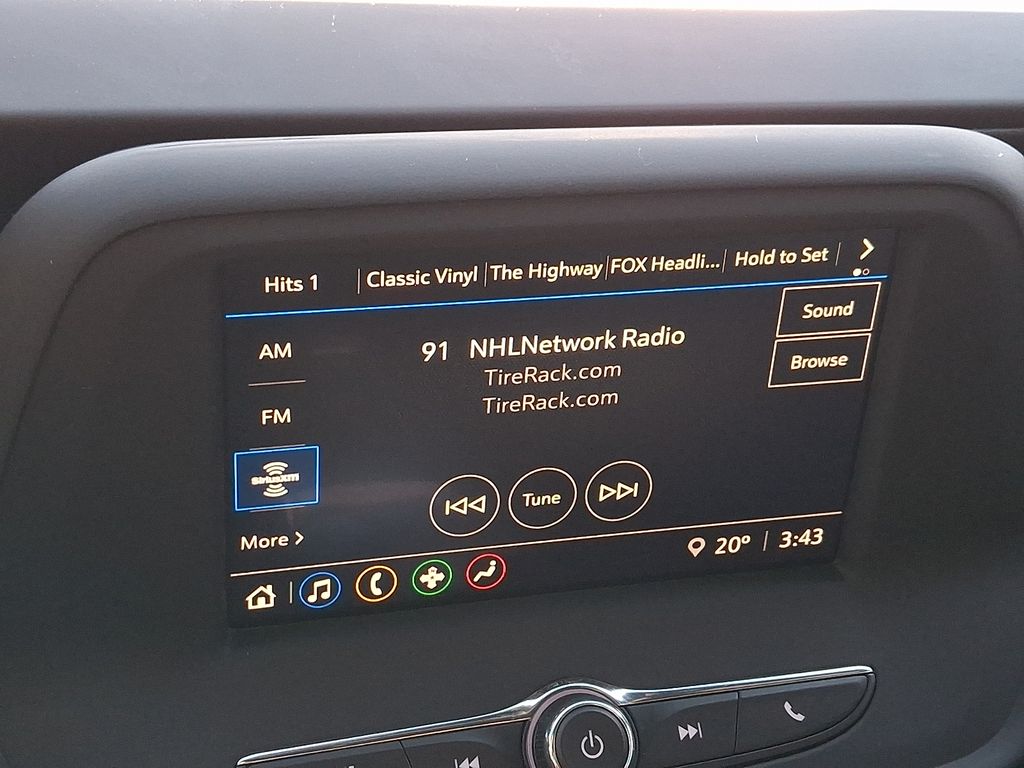 Hits 1 Classic Vinyl The Highway FOX Headli... Hold to Set
Sound
AM
91 NHLNetwork Radio
Browse
TireRack.com
TireRack.com
FM
SiriusXM
Tune
More
20° 3:43